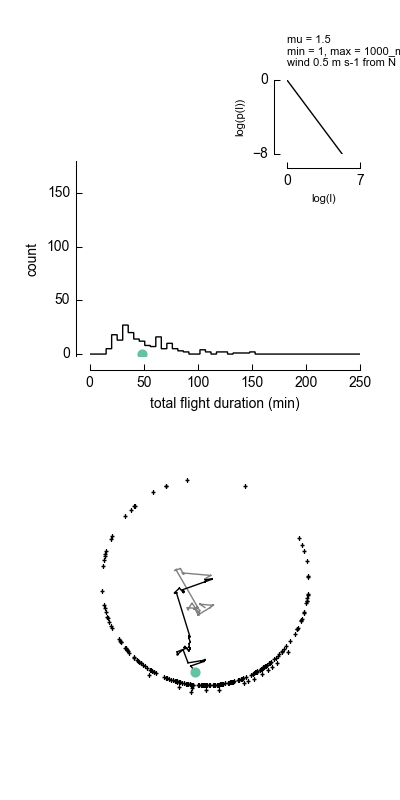 mu = 1.5
min = 1, max = 1000_m
wind 0.5 m s-1 from N
0
log(p(l))
−8
0
7
log(l)
150
100
50
0
count
0
50
100
150
200
250
total flight duration (min)